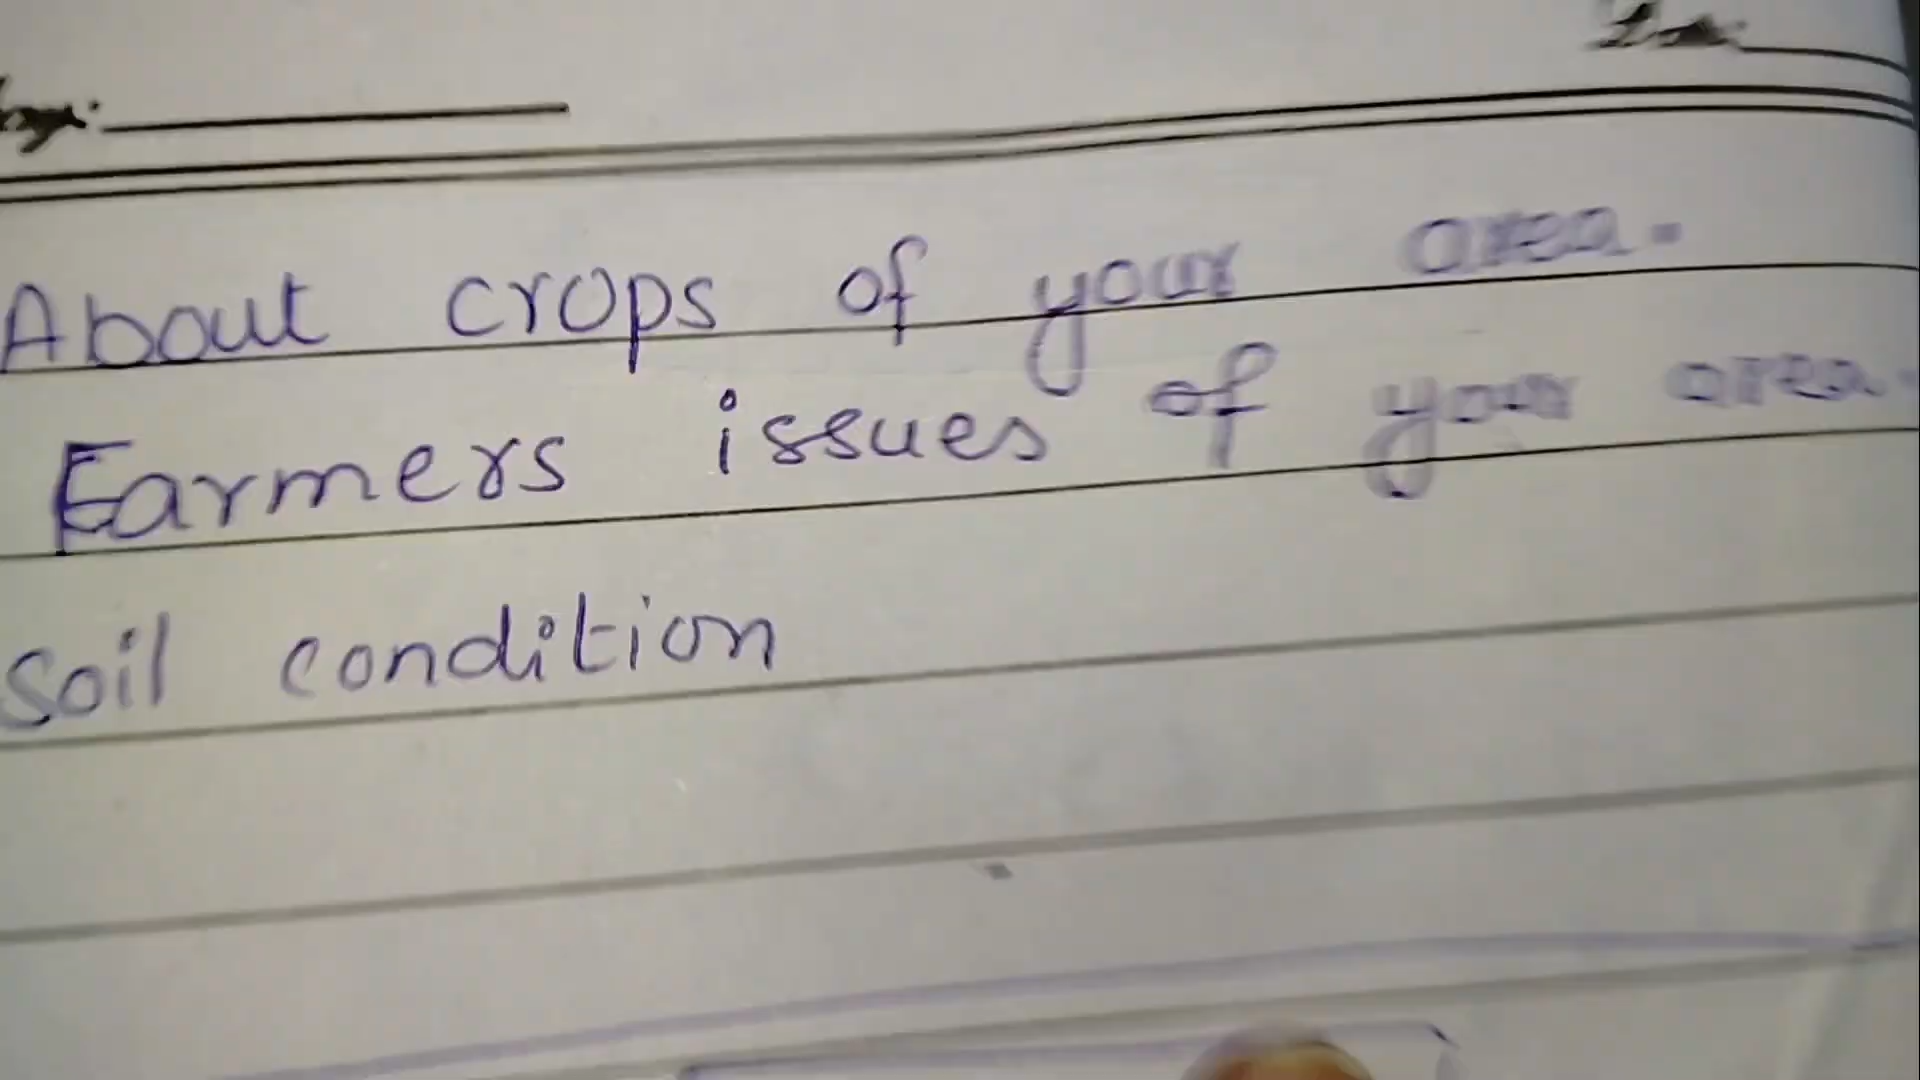 About crops of your area.
Farmers issues of your area.
Soil condition